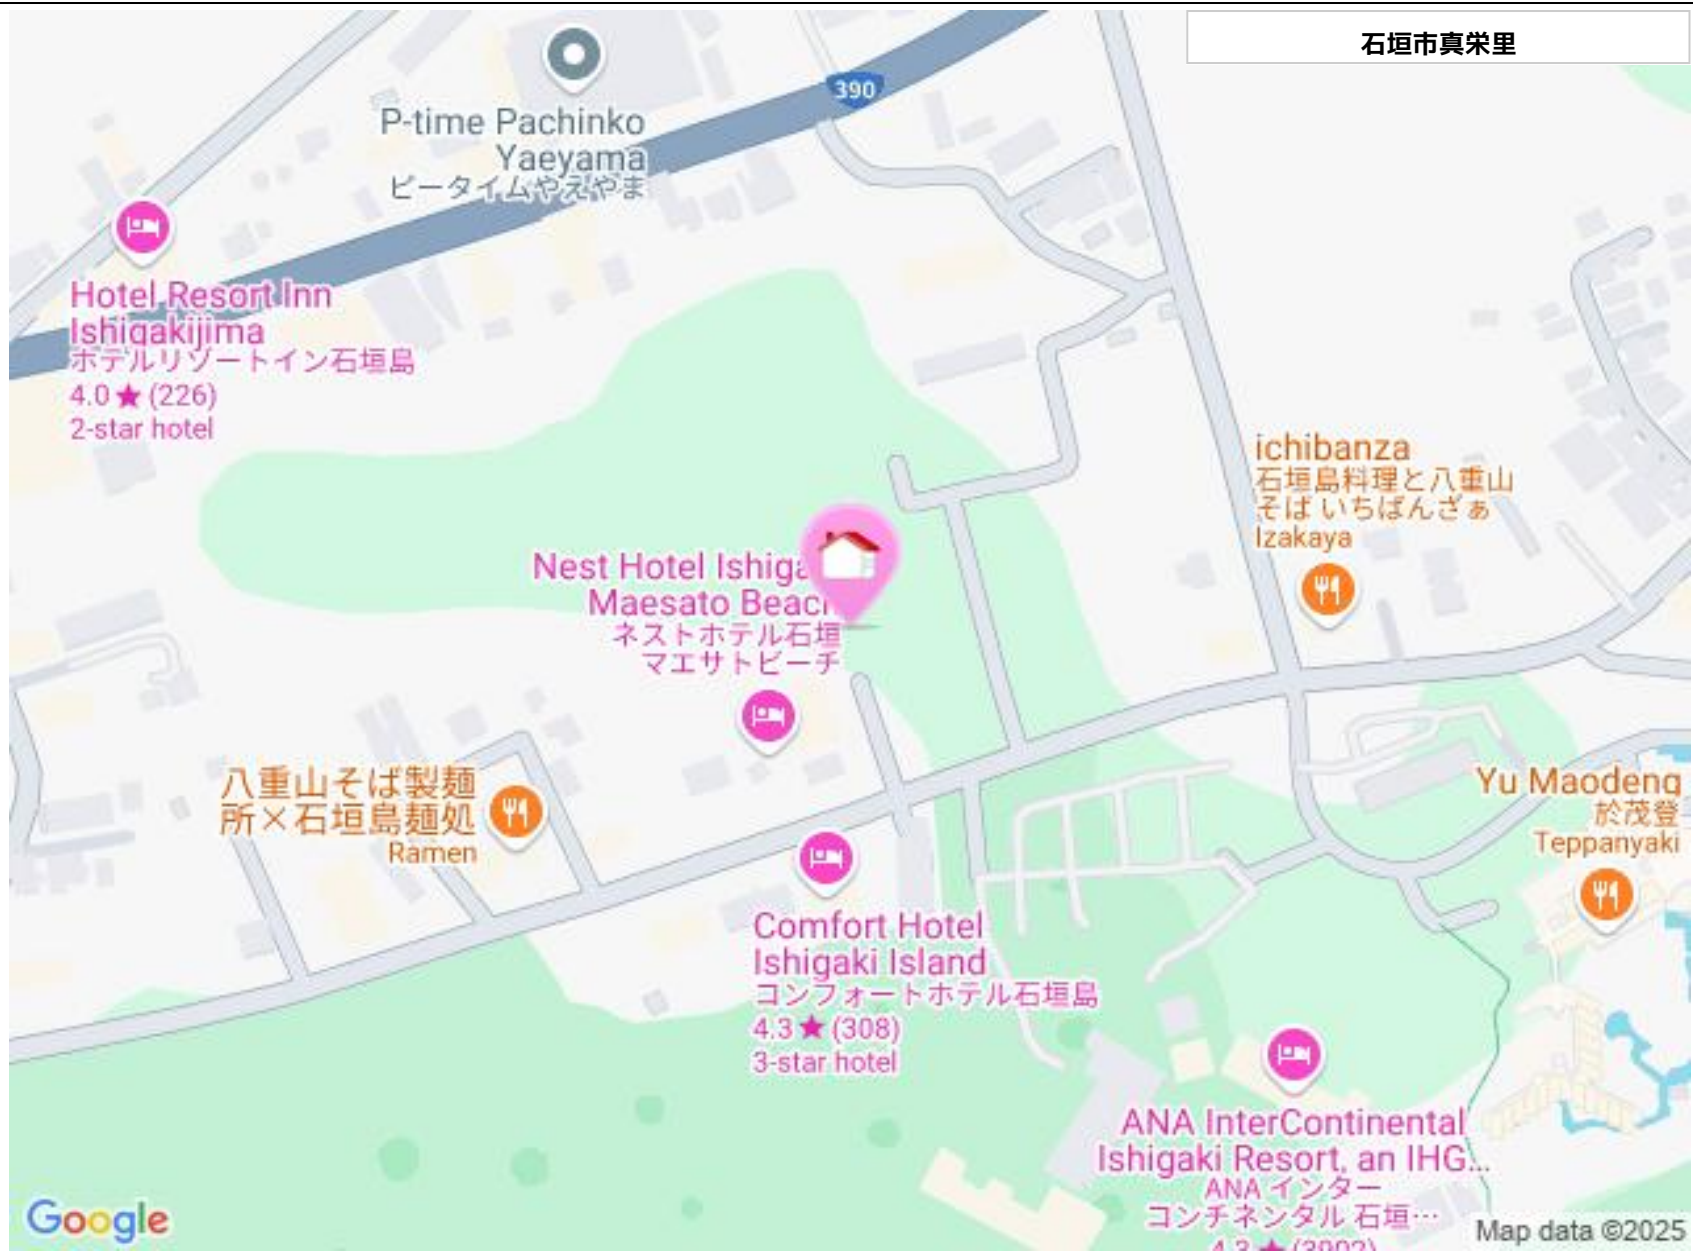 石垣市真栄里
390
P-time Pachinko
Yaeyama
ピータイムやえやま
Hotel Resort Inn
Ishigakijima
ホテルリゾートイン石垣島
4.0 ★ (226)
2-star hotel
ichibanza
石垣島料理と八重山
そば いちばんざぁ
Izakaya
Nest Hotel Ishiga
Maesato Beach
ネストホテル石垣
マエサトビーチ
八重山そば製麺
所×石垣島麺処
Ramen
Yu Maodeng
於茂登
Teppanyaki
Comfort Hotel
Ishigaki Island
コンフォートホテル石垣島
4.3 ★ (308)
3-star hotel
ANA InterContinental
Ishigaki Resort, an IHG...
ANA インター
コンチネンタル 石垣…
4.3 ★ (3902)
Google
Map data ©2025